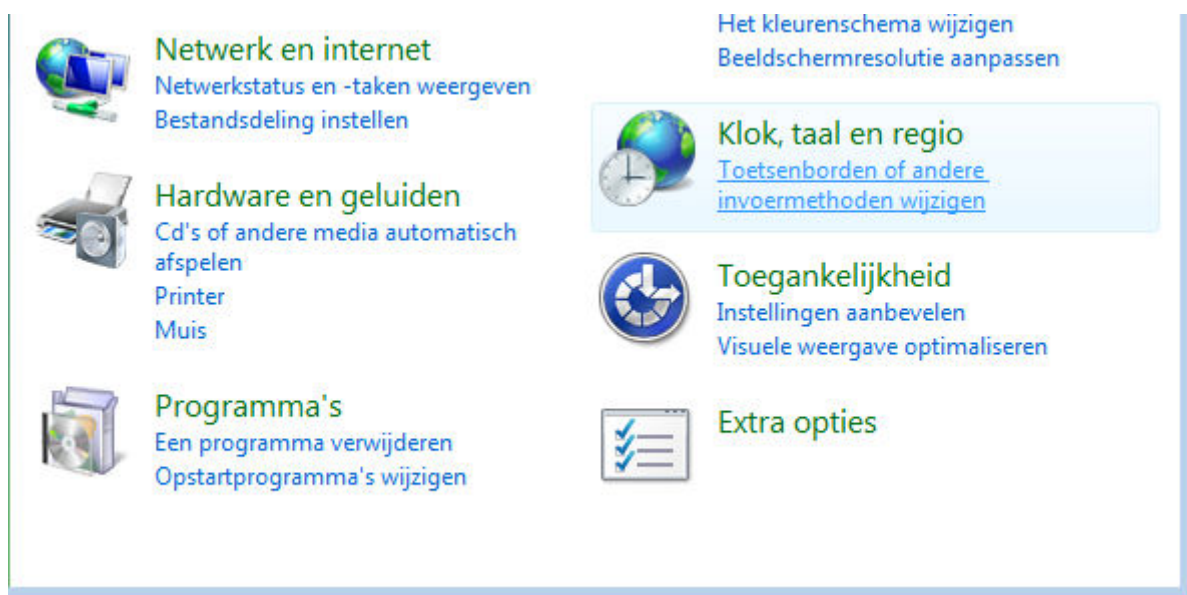 Netwerk en internet
Netwerkstatus en -taken weergeven
Bestandsdeling instellen
Hardware en geluiden
Cd's of andere media automatisch
afspelen
Printer
Muis
Programma's
Een programma verwijderen
Opstartprogramma's wijzigen
Het kleurenschema wijzigen
Beeldschermresolutie aanpassen
Klok, taal en regio
Toetsenborden of andere
invoermethoden wijzigen
Toegankelijkheid
Instellingen aanbevelen
Visuele weergave optimaliseren
Extra opties